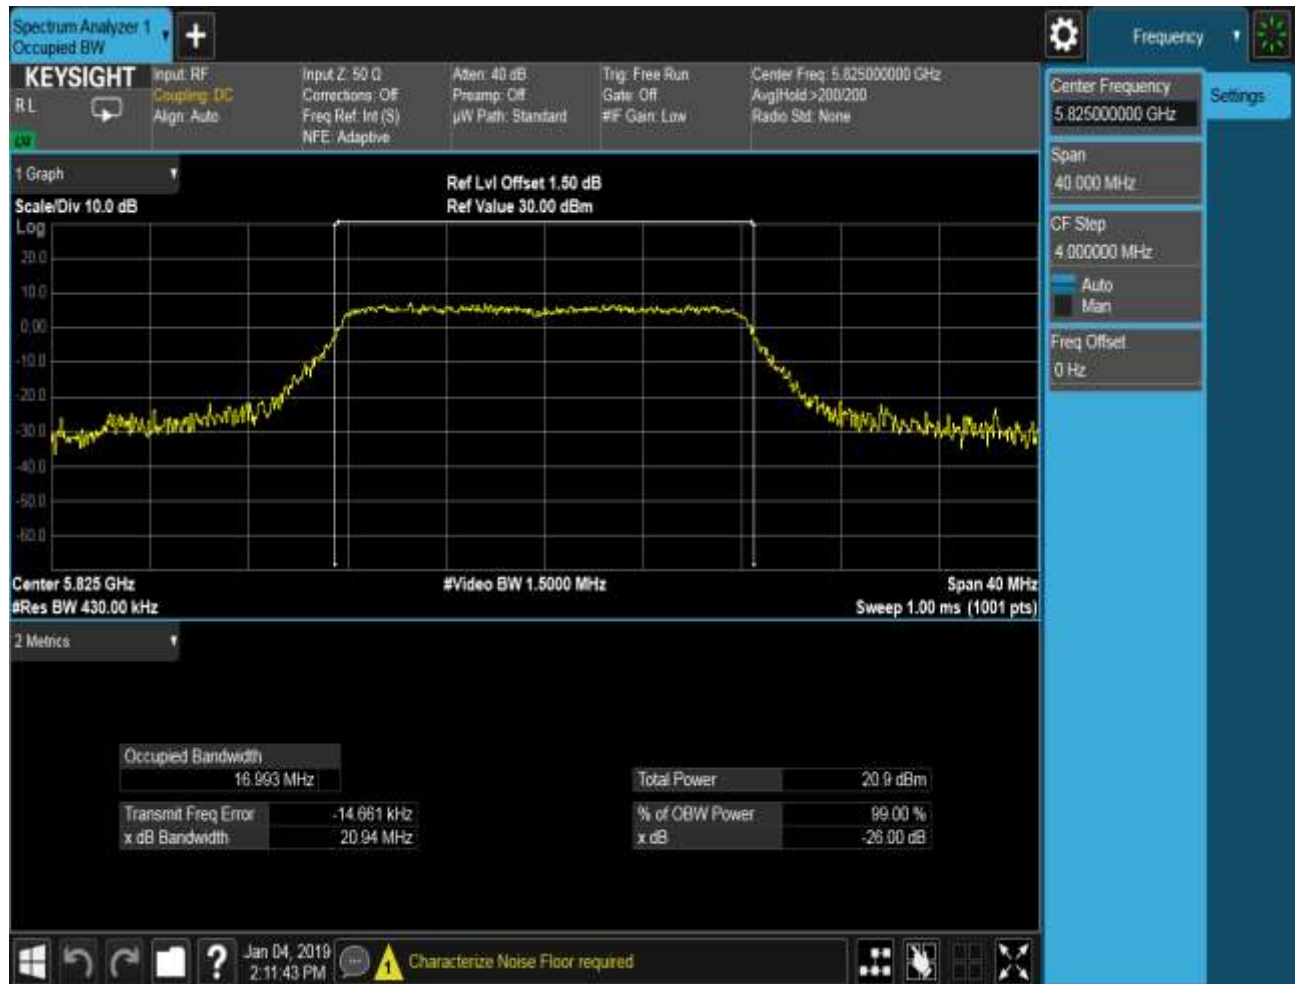 Spectrum Analyzer 1
Occupied BW
Frequency
KEYSIGHT
R L
Input: RF
Coupling: DC
Align: Auto
Input Z: 50 Ω
Corrections: Off
Freq Ref: Int (S)
NFE: Adaptive
Atten: 40 dB
Preamp: Off
µW Path: Standard
Trig: Free Run
Gate: Off
#IF Gain: Low
Center Freq: 5.825000000 GHz
Avg|Hold:>200/200
Radio Std: None
Center Frequency
5.825000000 GHz
Settings
Span
40.000 MHz
CF Step
4.000000 MHz
Auto
Man
Freq Offset
0 Hz
1 Graph
Scale/Div 10.0 dB
Ref Lvl Offset 1.50 dB
Ref Value 30.00 dBm
Log
20.0
10.0
0.00
-10.0
-20.0
-30.0
-40.0
-50.0
-60.0
Center 5.825 GHz
#Video BW 1.5000 MHz
Span 40 MHz
#Res BW 430.00 kHz
Sweep 1.00 ms (1001 pts)
2 Metrics
Occupied Bandwidth
16.993 MHz
Total Power 20.9 dBm
Transmit Freq Error -14.661 kHz
% of OBW Power 99.00 %
x dB Bandwidth 20.94 MHz
x dB -26.00 dB
Jan 04, 2019
2:11:43 PM
1
Characterize Noise Floor required